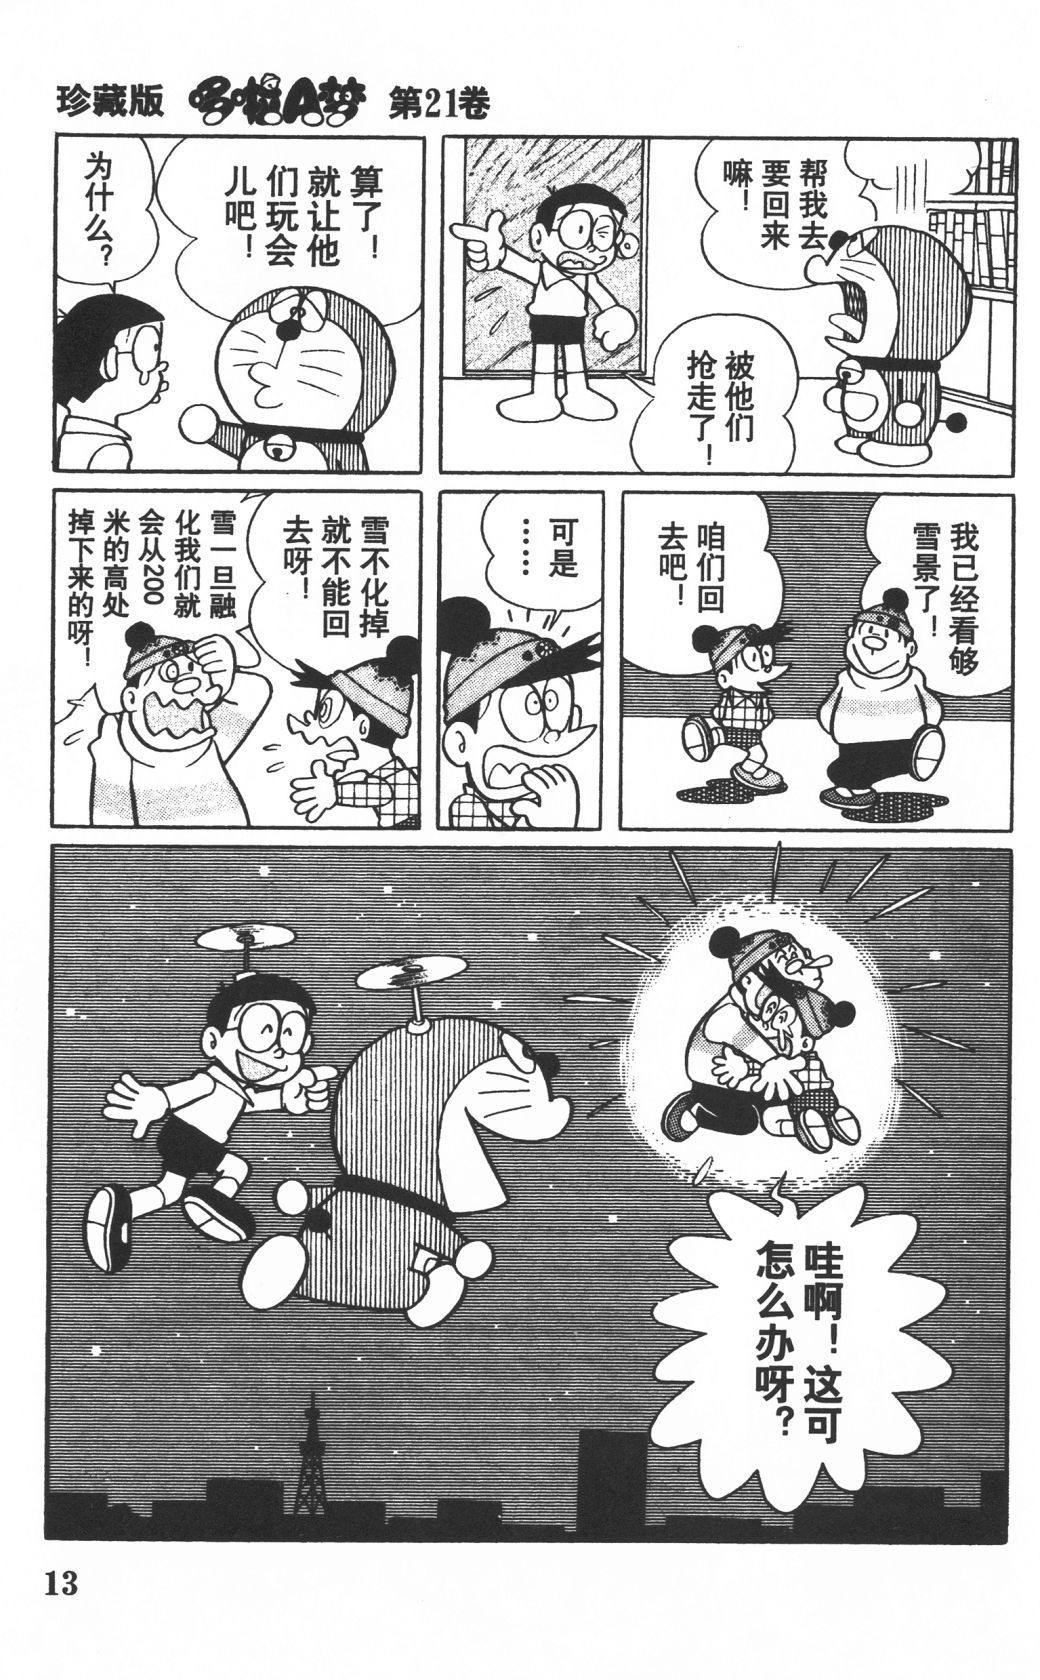 珍藏版 哆啦A梦 第21卷
帮我去
要回来
嘛！
被他们
抢走了！
算了！
就让他
们玩会
儿吧！
为什么？
我已经看够
雪景了！
咱们回
去吧！
可是
……
雪不化掉
就不能回
去呀！
雪一旦融
化我们就
会从200
米的高处
掉下来的呀！
哇啊！这可
怎么办呀？
13